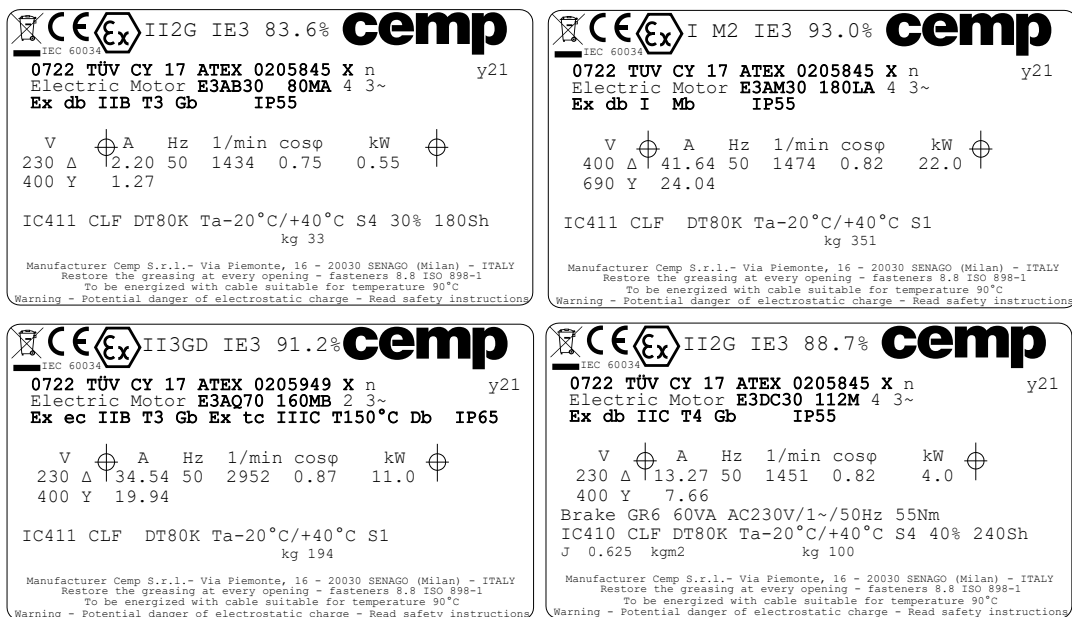 II2G IE3 83.6% cemp
IEC 60034
0722 TÜV CY 17 ATEX 0205845 X n y21
Electric Motor E3AB30 80MA 4 3~
Ex db IIB T3 Gb IP55
V A Hz 1/min cosφ kW
230 Δ 2.20 50 1434 0.75 0.55
400 Y 1.27
IC411 CLF DT80K Ta-20°C/+40°C S4 30% 180Sh
kg 33
Manufacturer Cemp S.r.l.- Via Piemonte, 16 - 20030 SENAGO (Milan) - ITALY
Restore the greasing at every opening - fasteners 8.8 ISO 898-1
To be energized with cable suitable for temperature 90°C
Warning - Potential danger of electrostatic charge - Read safety instructions
I M2 IE3 93.0% cemp
IEC 60034
0722 TUV CY 17 ATEX 0205845 X n y21
Electric Motor E3AM30 180LA 4 3~
Ex db I Mb IP55
V A Hz 1/min cosφ kW
400 Δ 41.64 50 1474 0.82 22.0
690 Y 24.04
IC411 CLF DT80K Ta-20°C/+40°C S1
kg 351
Manufacturer Cemp S.r.l.- Via Piemonte, 16 - 20030 SENAGO (Milan) - ITALY
Restore the greasing at every opening - fasteners 8.8 ISO 898-1
To be energized with cable suitable for temperature 90°C
Warning - Potential danger of electrostatic charge - Read safety instructions
II3GD IE3 91.2% cemp
IEC 60034
0722 TÜV CY 17 ATEX 0205949 X n y21
Electric Motor E3AQ70 160MB 2 3~
Ex ec IIB T3 Gb Ex tc IIIC T150°C Db IP65
V A Hz 1/min cosφ kW
230 Δ 34.54 50 2952 0.87 11.0
400 Y 19.94
IC411 CLF DT80K Ta-20°C/+40°C S1
kg 194
Manufacturer Cemp S.r.l.- Via Piemonte, 16 - 20030 SENAGO (Milan) - ITALY
Restore the greasing at every opening - fasteners 8.8 ISO 898-1
To be energized with cable suitable for temperature 90°C
Warning - Potential danger of electrostatic charge - Read safety instructions
II2G IE3 88.7% cemp
IEC 60034
0722 TÜV CY 17 ATEX 0205845 X n y21
Electric Motor E3DC30 112M 4 3~
Ex db IIC T4 Gb IP55
V A Hz 1/min cosφ kW
230 Δ 13.27 50 1451 0.82 4.0
400 Y 7.66
Brake GR6 60VA AC230V/1~/50Hz 55Nm
IC410 CLF DT80K Ta-20°C/+40°C S4 40% 240Sh
J 0.625 kgm2 kg 100
Manufacturer Cemp S.r.l.- Via Piemonte, 16 - 20030 SENAGO (Milan) - ITALY
Restore the greasing at every opening - fasteners 8.8 ISO 898-1
To be energized with cable suitable for temperature 90°C
Warning - Potential danger of electrostatic charge - Read safety instructions